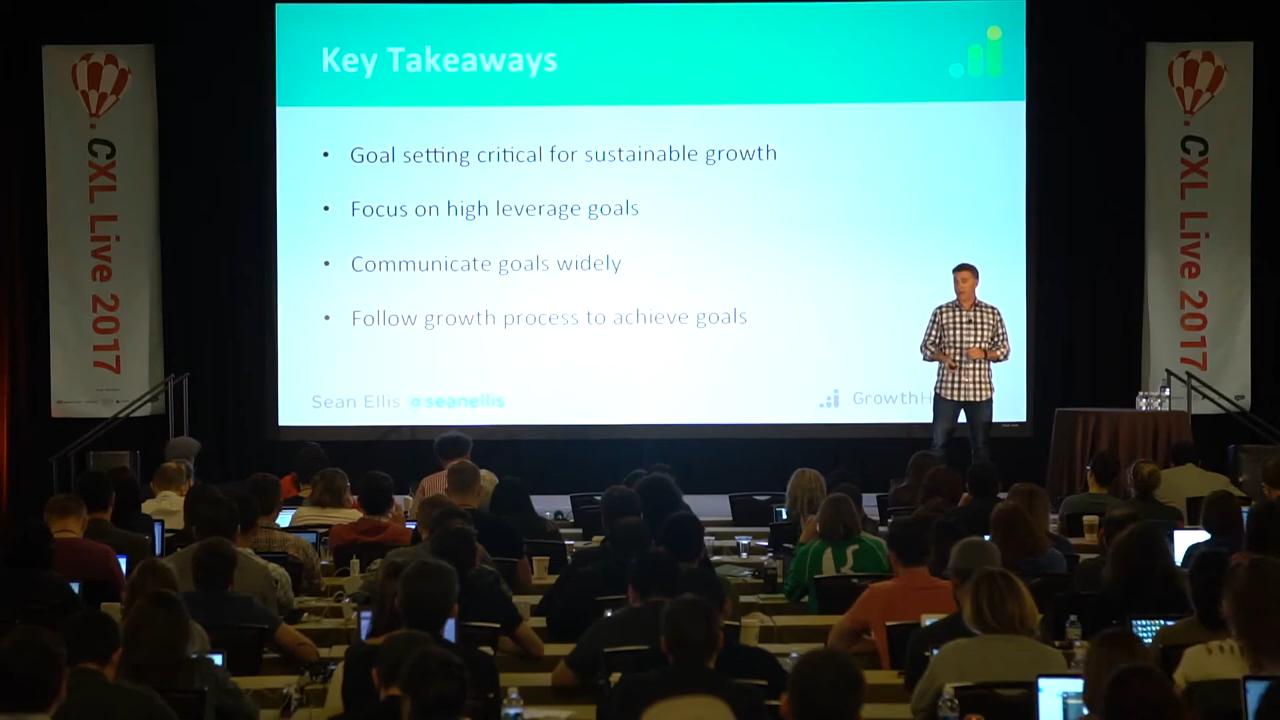 Key Takeaways
• Goal setting critical for sustainable growth
• Focus on high leverage goals
• Communicate goals widely
• Follow growth process to achieve goals
Sean Ellis @seanellis
GrowthH
CXL Live 2017
CXL Live 2017